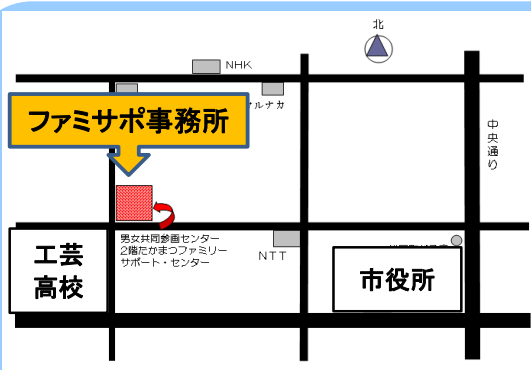 北
NHK
ルナカ
ファミサポ事務所
中央通り
男女共同参画センター
2階たかまつファミリー
サポート・センター
NTT
工芸
高校
市役所